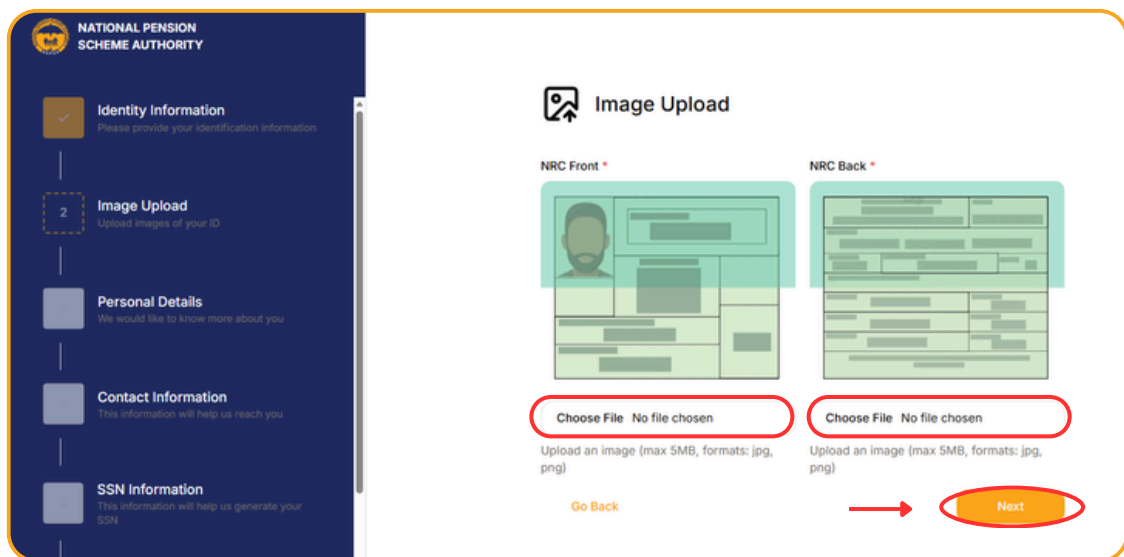 NATIONAL PENSION
SCHEME AUTHORITY
Identity Information
Please provide your identification information
2
Image Upload
Upload images of your ID
Personal Details
We would like to know more about you
Contact Information
This information will help us reach you
SSN Information
This information will help us generate your
SSN
Image Upload
NRC Front *
NRC Back *
Choose File No file chosen
Choose File No file chosen
Upload an image (max 5MB, formats: jpg,
png)
Upload an image (max 5MB, formats: jpg,
png)
Go Back
Next